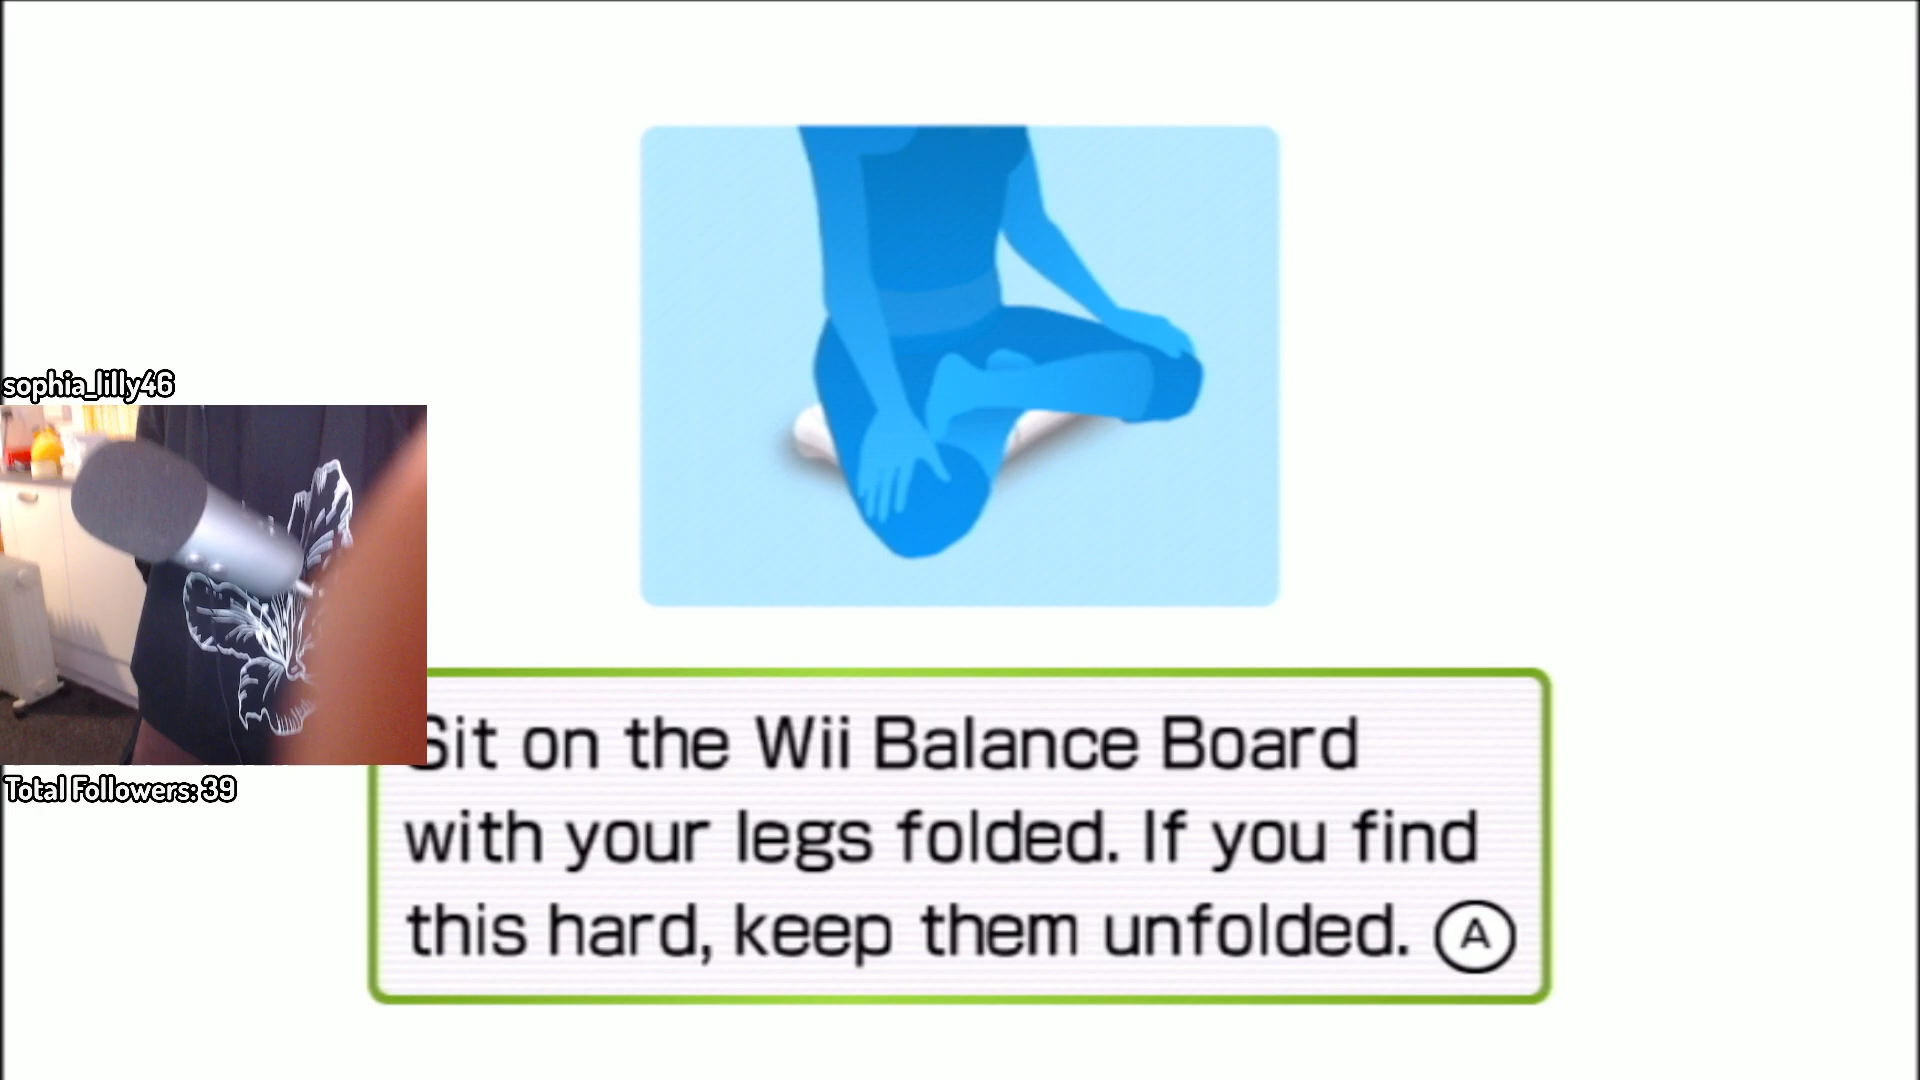 sophia_lilly46
Total Followers: 39
Sit on the Wii Balance Board
with your legs folded. If you find
this hard, keep them unfolded. A